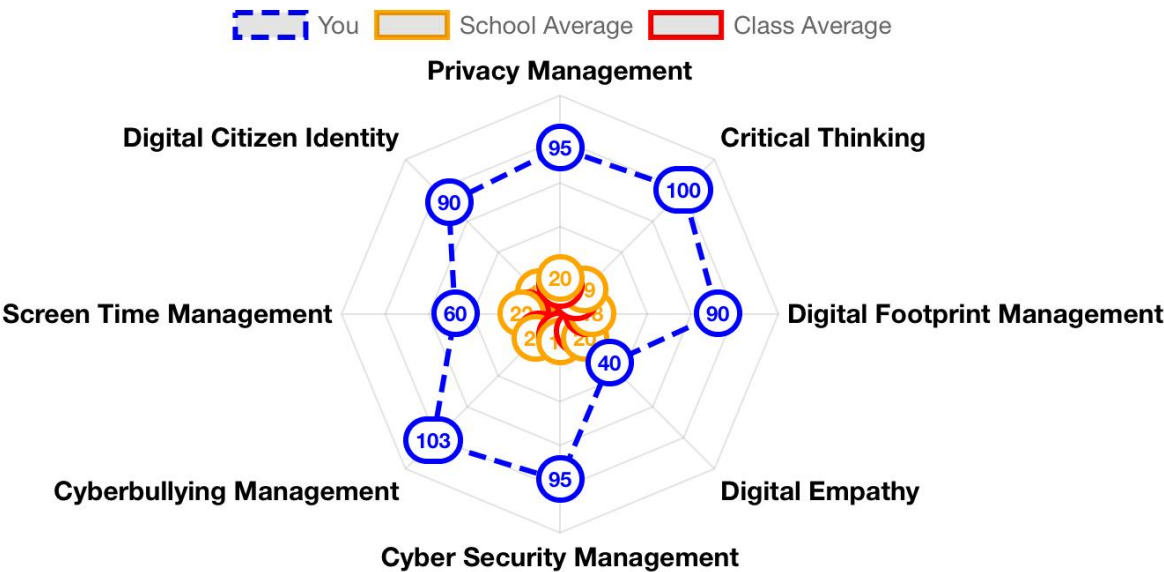 You School Average Class Average
Privacy Management
Digital Citizen Identity Critical Thinking
95
100
90
20
Screen Time Management 60 90 Digital Footprint Management
40
103
95
Cyberbullying Management Digital Empathy
Cyber Security Management